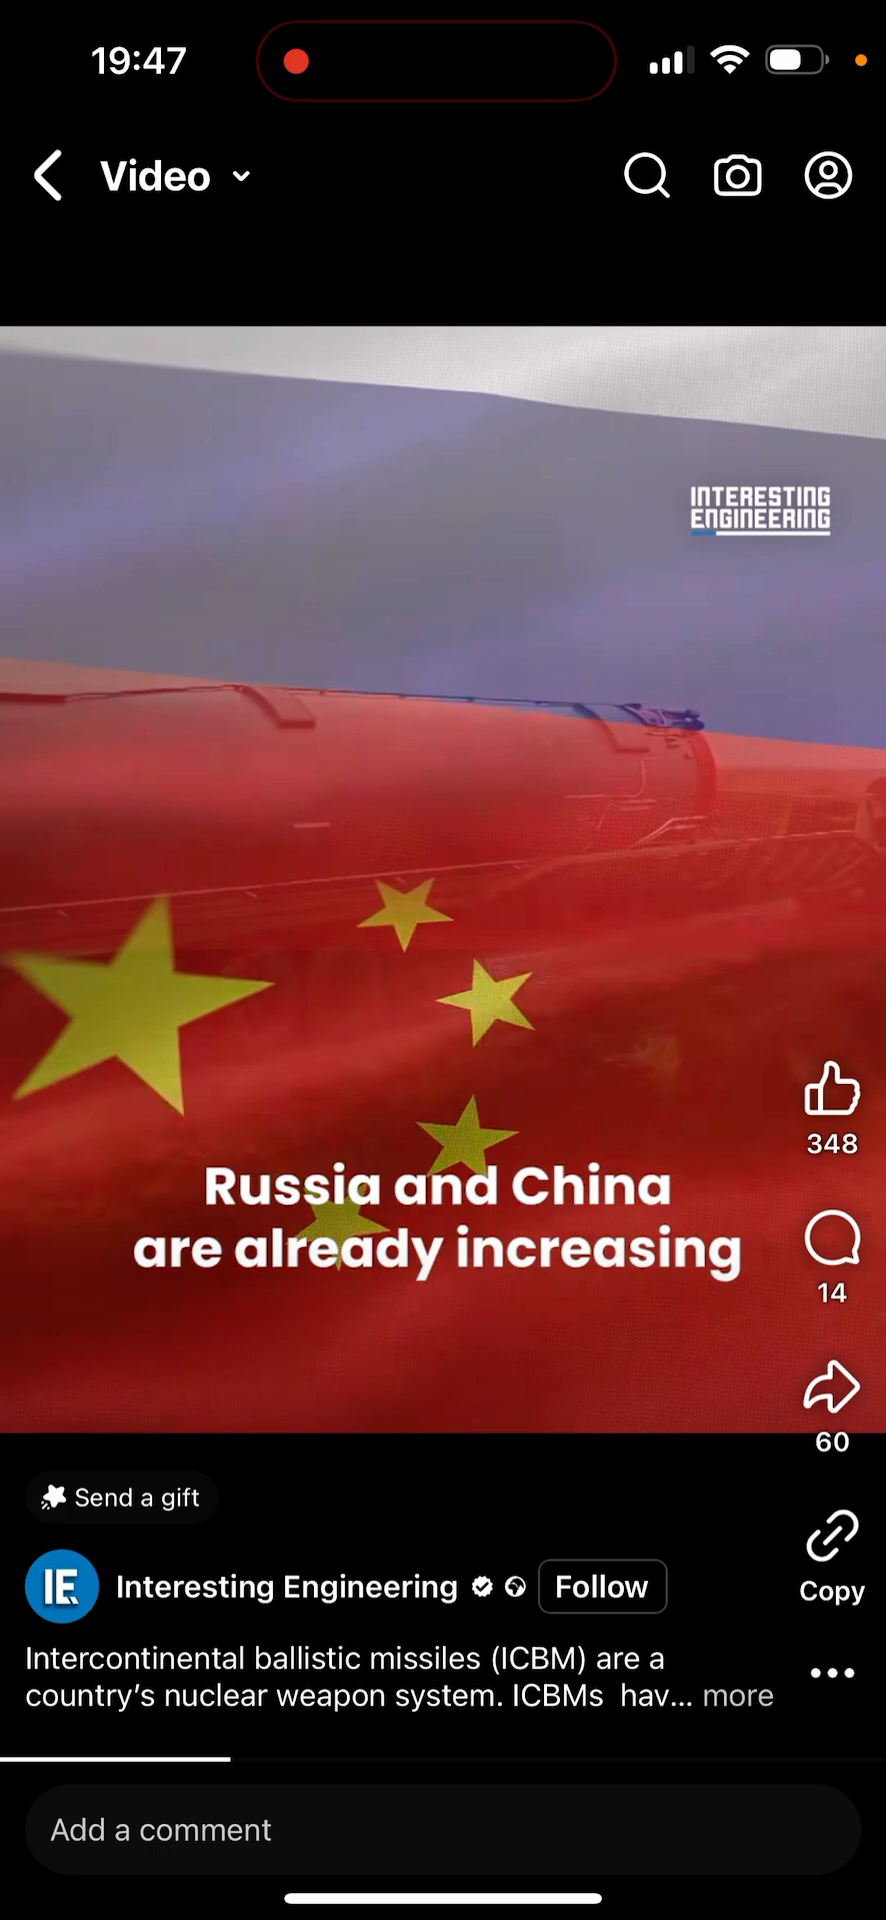 19:47
Video
INTERESTING
ENGINEERING
Russia and China
are already increasing
348
14
60
Send a gift
Copy
IE
Interesting Engineering
Follow
Intercontinental ballistic missiles (ICBM) are a
country’s nuclear weapon system. ICBMs  hav... more
Add a comment